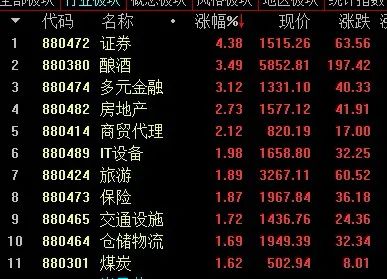 全部板块 行业板块 概念板块 风格板块 地区板块 统计指数
▼ 代码 名称 涨幅%↓ 现价 涨跌
1 880472 证券 4.38 1515.26 63.56
2 880380 酿酒 3.49 5852.81 197.42
3 880474 多元金融 3.12 1331.10 40.33
4 880482 房地产 2.73 1577.12 41.91
5 880414 商贸代理 2.12 820.19 17.00
6 880489 IT设备 1.98 1658.80 32.25
7 880424 旅游 1.89 3267.11 60.52
8 880473 保险 1.87 1967.84 36.18
9 880465 交通设施 1.72 1436.76 24.36
10 880464 仓储物流 1.69 1949.39 32.34
11 880301 煤炭 1.62 502.94 8.01